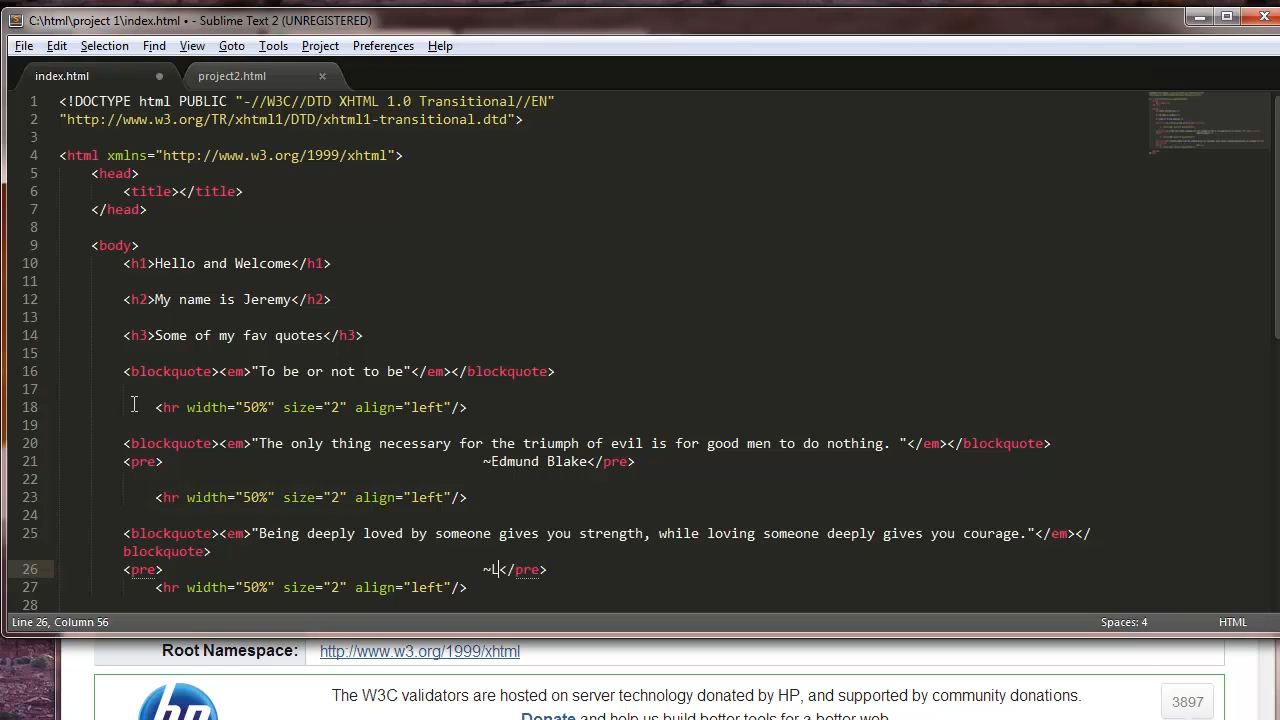 C:\html\project 1\index.html • - Sublime Text 2 (UNREGISTERED)
File Edit Selection Find View Goto Tools Project Preferences Help
index.html project2.html
1 <!DOCTYPE html PUBLIC "-//W3C//DTD XHTML 1.0 Transitional//EN"
2 "http://www.w3.org/TR/xhtml1/DTD/xhtml1-transitional.dtd">
3
4 <html xmlns="http://www.w3.org/1999/xhtml">
5 <head>
6 <title></title>
7 </head>
8
9 <body>
10 <h1>Hello and Welcome</h1>
11
12 <h2>My name is Jeremy</h2>
13
14 <h3>Some of my fav quotes</h3>
15
16 <blockquote><em>"To be or not to be"</em></blockquote>
17
18 <hr width="50%" size="2" align="left"/>
19
20 <blockquote><em>"The only thing necessary for the triumph of evil is for good men to do nothing. "</em></blockquote>
21 <pre> ~Edmund Blake</pre>
22
23 <hr width="50%" size="2" align="left"/>
24
25 <blockquote><em>"Being deeply loved by someone gives you strength, while loving someone deeply gives you courage."</em></
blockquote>
26 <pre> ~L</pre>
27 <hr width="50%" size="2" align="left"/>
28
Line 26, Column 56 Spaces: 4 HTML
Root Namespace: http://www.w3.org/1999/xhtml
The W3C validators are hosted on server technology donated by HP, and supported by community donations.
3897
hp
Donate and help us build better tools for a better web.